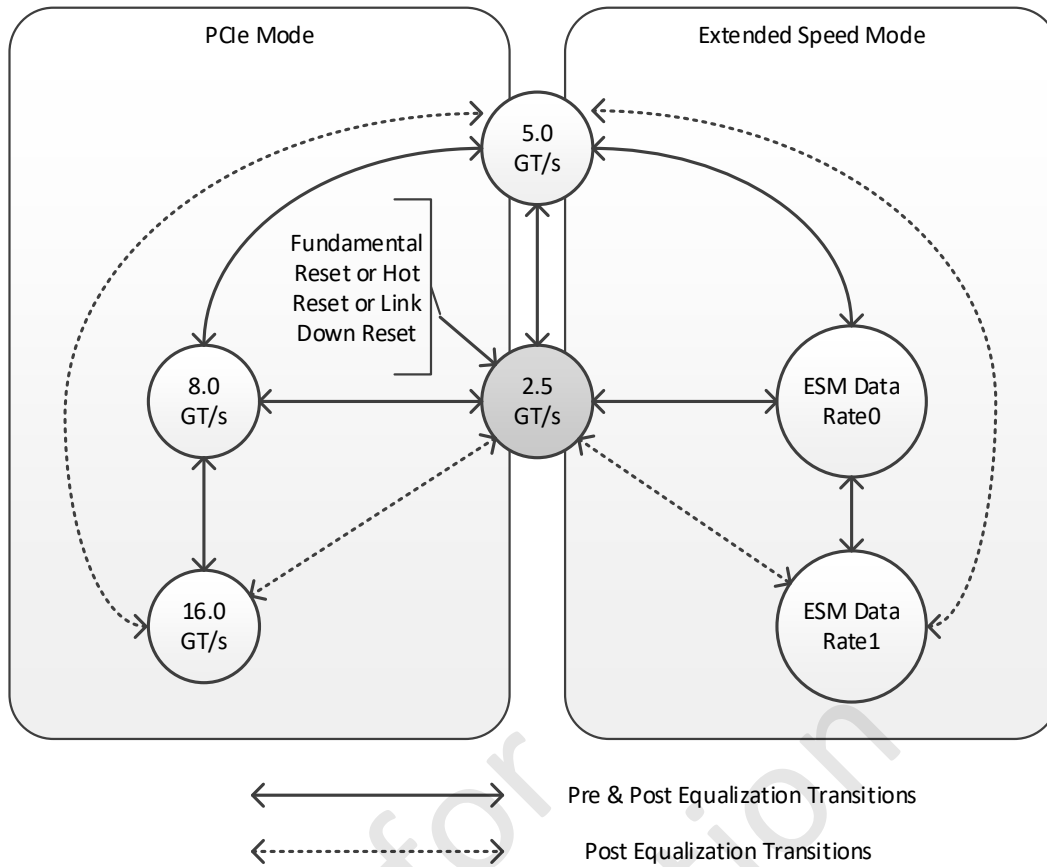 PCIe Mode
Extended Speed Mode
5.0
GT/s
Fundamental
Reset or Hot
Reset or Link
Down Reset
8.0
GT/s
2.5
GT/s
ESM Data
Rate0
16.0
GT/s
ESM Data
Rate1
Pre & Post Equalization Transitions
Post Equalization Transitions
for